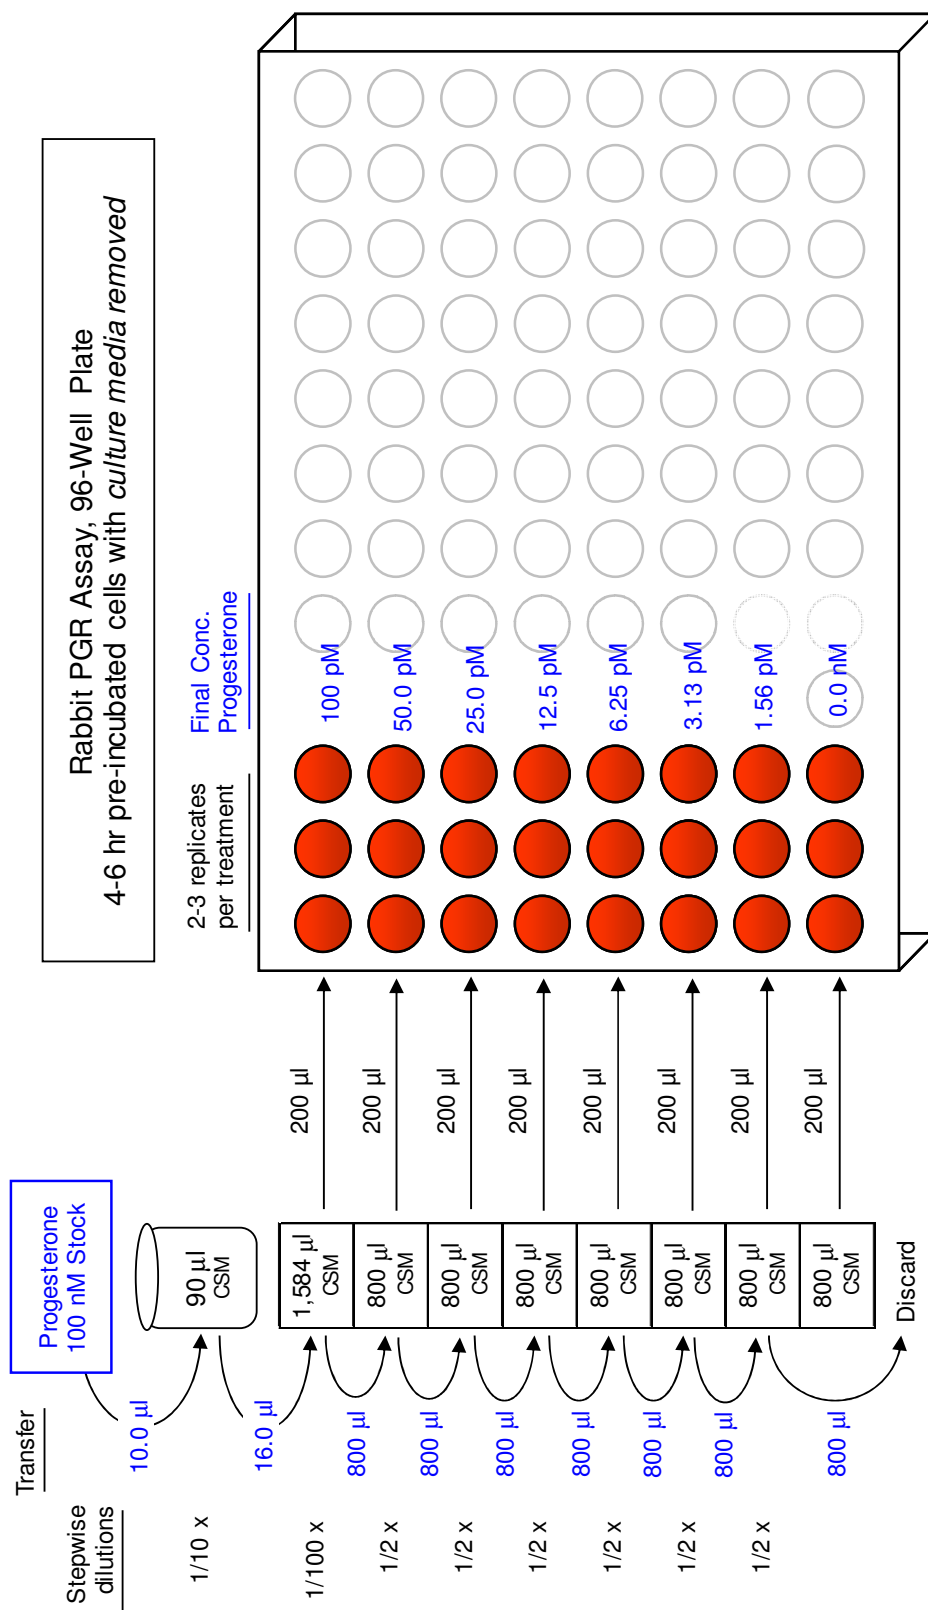 Rabbit PGR Assay, 96-Well Plate
4-6 hr pre-incubated cells with culture media removed
Stepwise
dilutions
Transfer
Progesterone
100 nM Stock
2-3 replicates
per treatment
Final Conc.
Progesterone
1/10 x
10.0 µl
90 µl
CSM
1/100 x
16.0 µl
1,584 µl
CSM
200 µl
100 pM
1/2 x
800 µl
800 µl
CSM
200 µl
50.0 pM
1/2 x
800 µl
800 µl
CSM
200 µl
25.0 pM
1/2 x
800 µl
800 µl
CSM
200 µl
12.5 pM
1/2 x
800 µl
800 µl
CSM
200 µl
6.25 pM
1/2 x
800 µl
800 µl
CSM
200 µl
3.13 pM
1/2 x
800 µl
800 µl
CSM
200 µl
1.56 pM
800 µl
800 µl
CSM
200 µl
0.0 nM
Discard